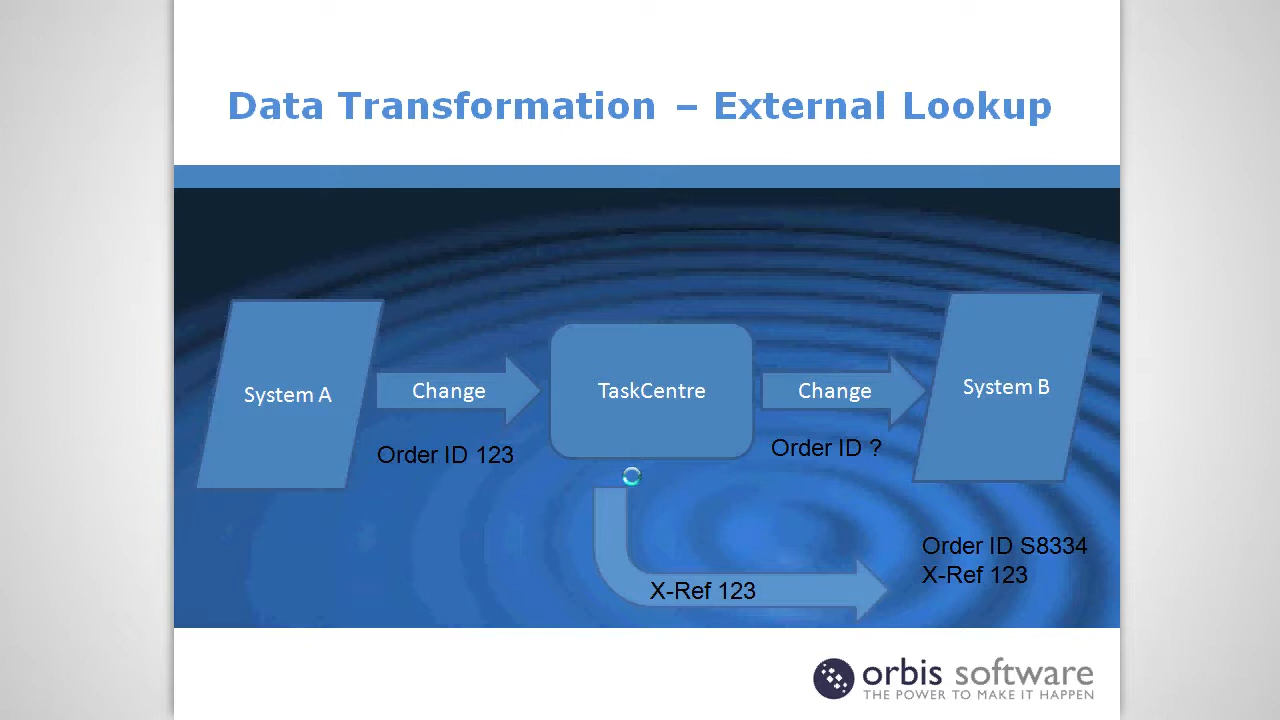 Data Transformation – External Lookup
System A
Change
TaskCentre
Change
System B
Order ID 123
Order ID ?
Order ID S8334
X-Ref 123
X-Ref 123
orbis software
THE POWER TO MAKE IT HAPPEN